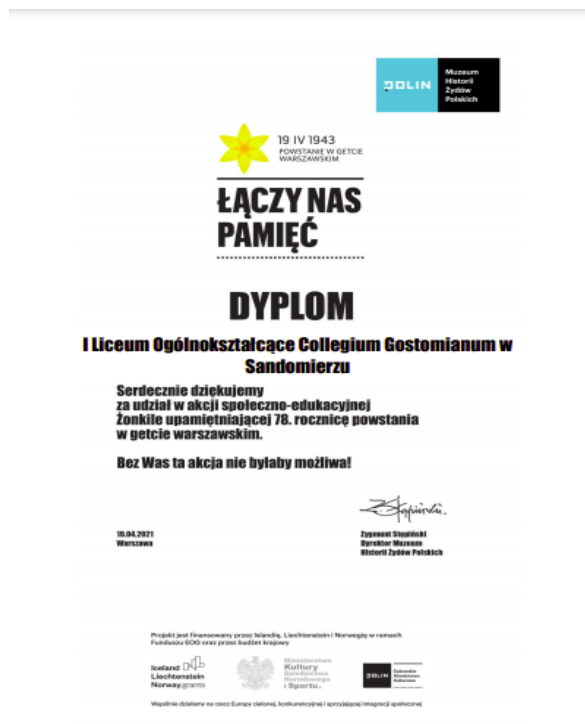 POLIN
Muzeum
Historii
Żydów
Polskich
19 IV 1943
POWSTANIE W GETCIE
WARSZAWSKIM
ŁĄCZY NAS
PAMIĘĆ
DYPLOM
I Liceum Ogólnokształcące Collegium Gostomianum w
Sandomierzu
Serdecznie dziękujemy
za udział w akcji społeczno-edukacyjnej
Żonkile upamiętniającej 78. rocznicę powstania
w getcie warszawskim.
Bez Was ta akcja nie byłaby możliwa!
Z. Stępiński.
19.04.2021
Warszawa
Zygmunt Stępiński
Dyrektor Muzeum
Historii Żydów Polskich
Projekt jest finansowany przez Islandię, Liechtenstein i Norwegię w ramach
Funduszu EOG oraz przez budżet krajowy
Iceland
Liechtenstein
Norway grants
Ministerstwo
Kultury
Dziedzictwa
Narodowego
i Sportu.
POLIN
Żydowskie
Dziedzictwo
Kulturowe
Wspólnie działamy na rzecz Europy zielonej, konkurencyjnej i sprzyjającej integracji społecznej